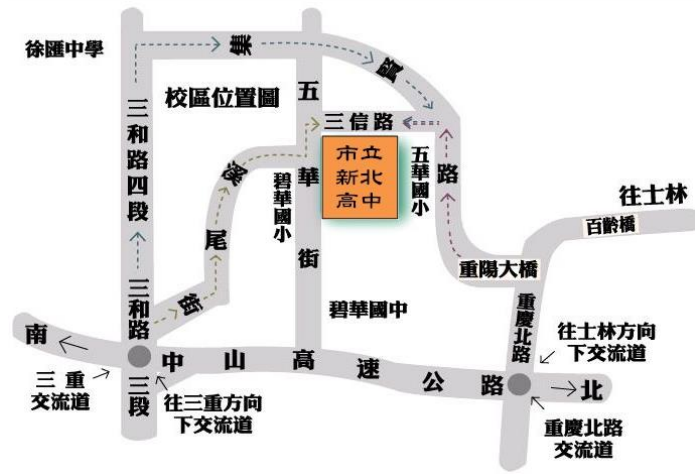 徐匯中學
集
賢
路
校區位置圖
五
華
街
三和路四段
三信路
市立
新北
高中
五華國小
碧華國小
溪
尾
街
往士林
百齡橋
重陽大橋
重慶北路
碧華國中
三和路
三段
南
中山高速公路
北
三重
交流道
往三重方向
下交流道
往士林方向
下交流道
重慶北路
交流道